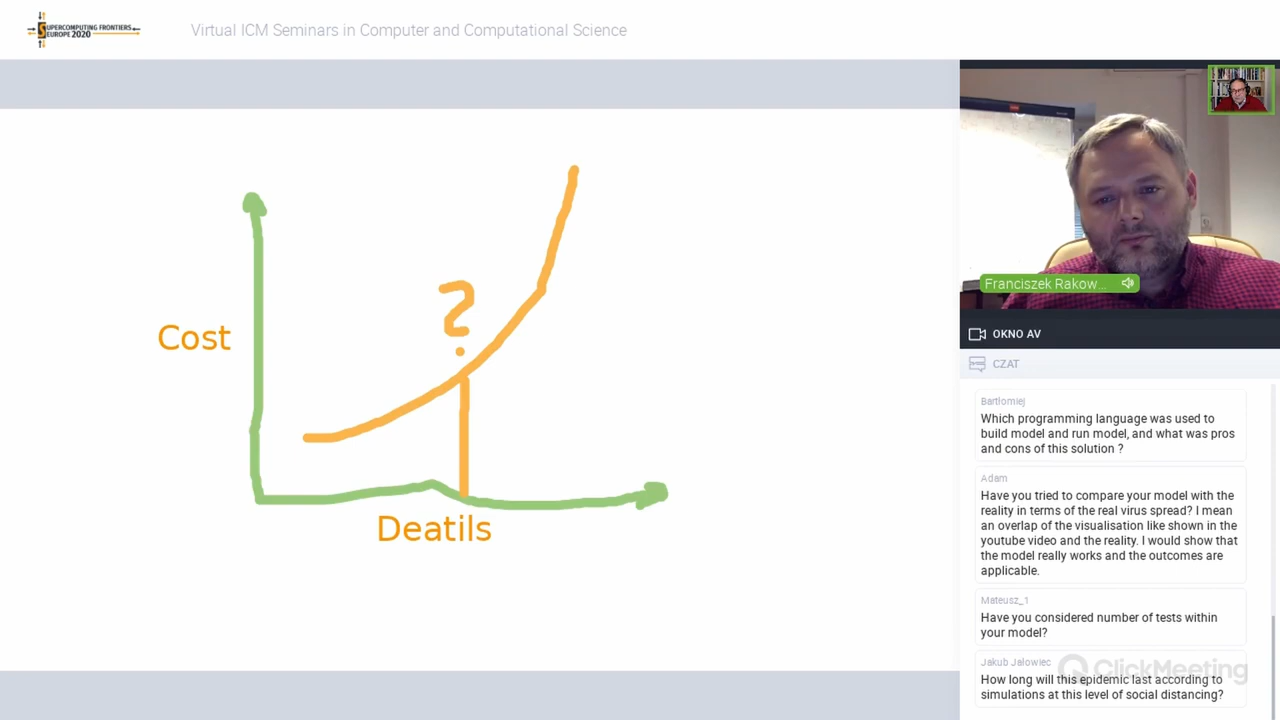 SUPERCOMPUTING FRONTIERS
EUROPE 2020
Virtual ICM Seminars in Computer and Computational Science
?
Cost
Deatils
Franciszek Rakow...
OKNO AV
CZAT
Bartłomiej
Which programming language was used to
build model and run model, and what was pros
and cons of this solution ?
Adam
Have you tried to compare your model with the
reality in terms of the real virus spread? I mean
an overlap of the visualisation like shown in the
youtube video and the reality. I would show that
the model really works and the outcomes are
applicable.
Mateusz_1
Have you considered number of tests within
your model?
Jakub Jałowiec
How long will this epidemic last according to
simulations at this level of social distancing?
ClickMeeting